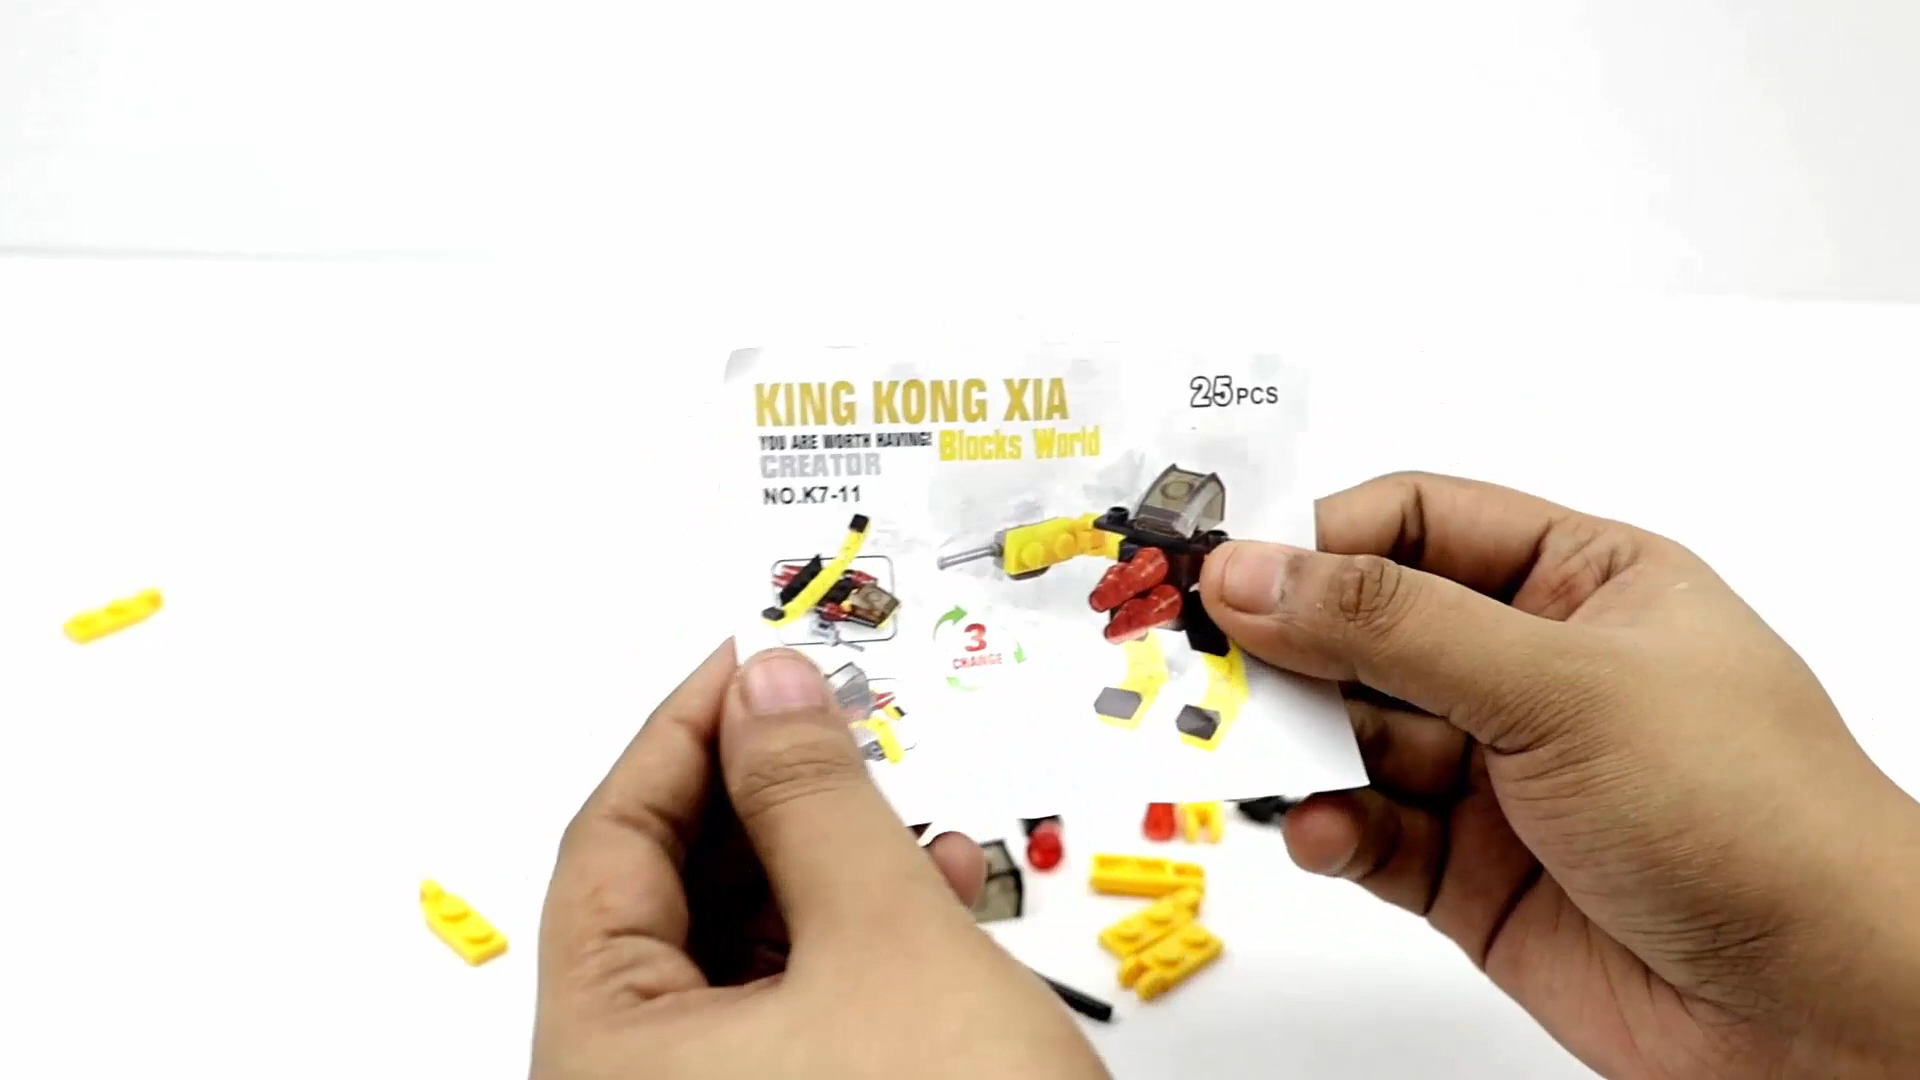 KING KONG XIA
25PCS
YOU ARE WORTH HAVING!
Blocks World
CREATOR
NO.K7-11
3
CHANGE